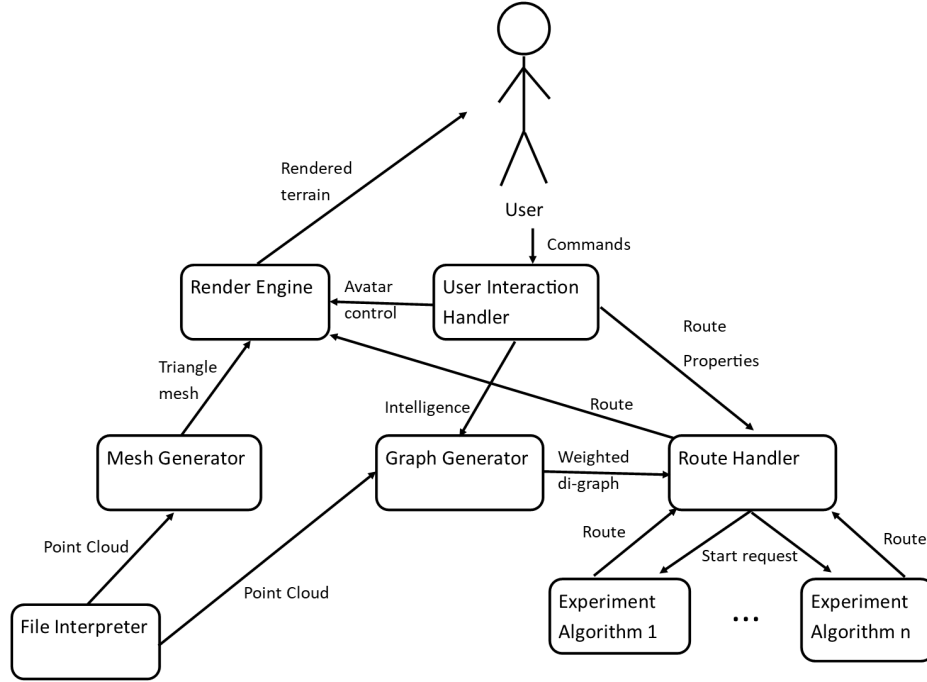 Rendered
terrain
User
Commands
Render Engine
Avatar
control
User Interaction
Handler
Route
Properties
Triangle
mesh
Intelligence
Route
Mesh Generator
Graph Generator
Weighted
di-graph
Route Handler
Point Cloud
Point Cloud
Route
Start request
Route
File Interpreter
Experiment
Algorithm 1
...
Experiment
Algorithm n